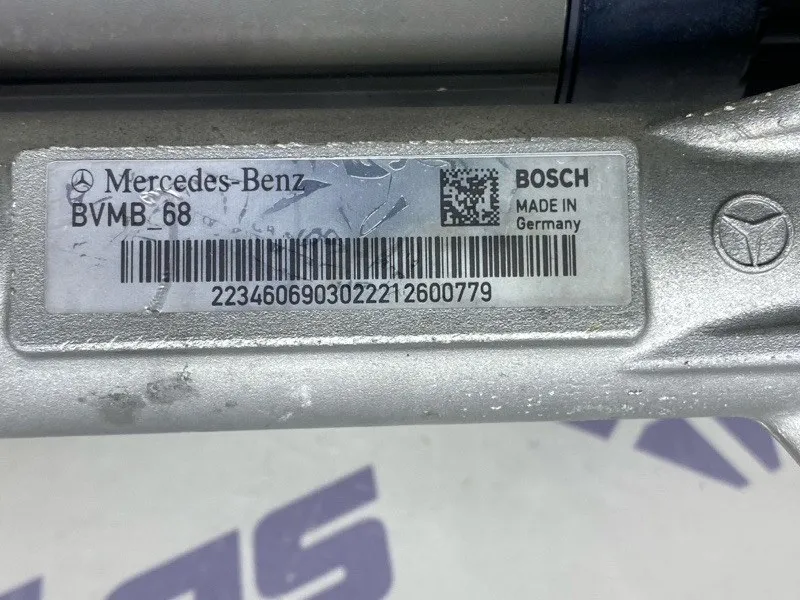 Mercedes-Benz
BVMB_68
BOSCH
MADE IN
Germany
2234606903022212600779